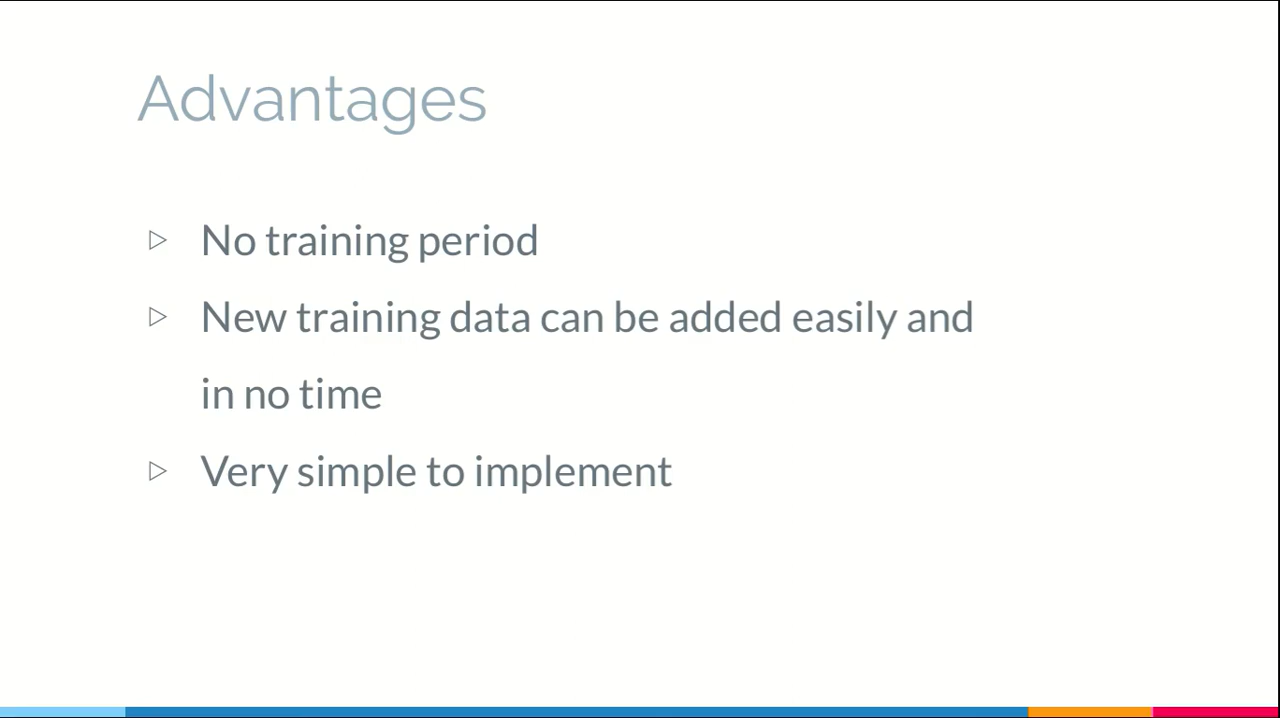 Advantages
▷ No training period
▷ New training data can be added easily and
in no time
▷ Very simple to implement